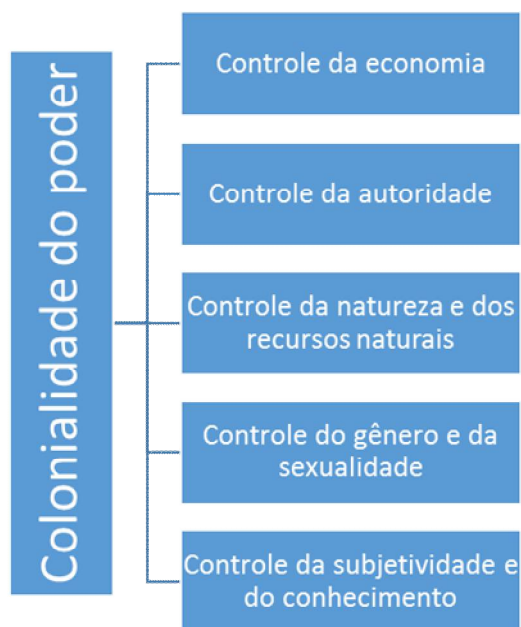 Colonialidade do poder
Controle da economia
Controle da autoridade
Controle da natureza e dos
recursos naturais
Controle do gênero e da
sexualidade
Controle da subjetividade e
do conhecimento